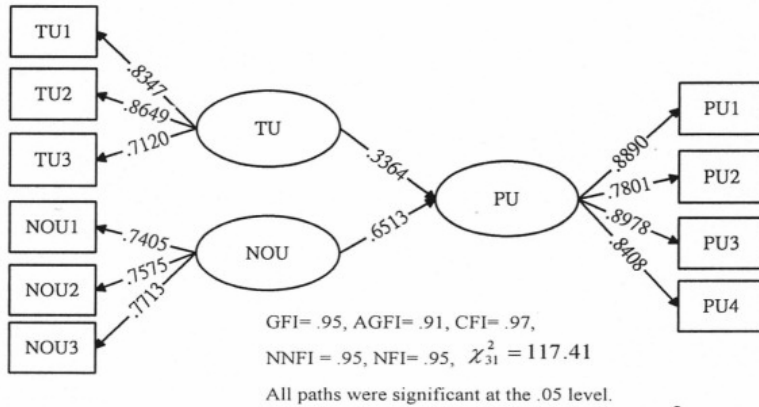 TU1
.8347
TU2
.8649
TU
TU3
.7120
.3364
PU1
.8890
PU2
.7801
PU
PU3
.8978
PU4
.8408
NOU1
.7405
.6513
NOU2
.7575
NOU
NOU3
.7713
GFI= .95, AGFI= .91, CFI= .97,
NNFI = .95, NFI= .95, χ²₃₁ = 117.41
All paths were significant at the .05 level.